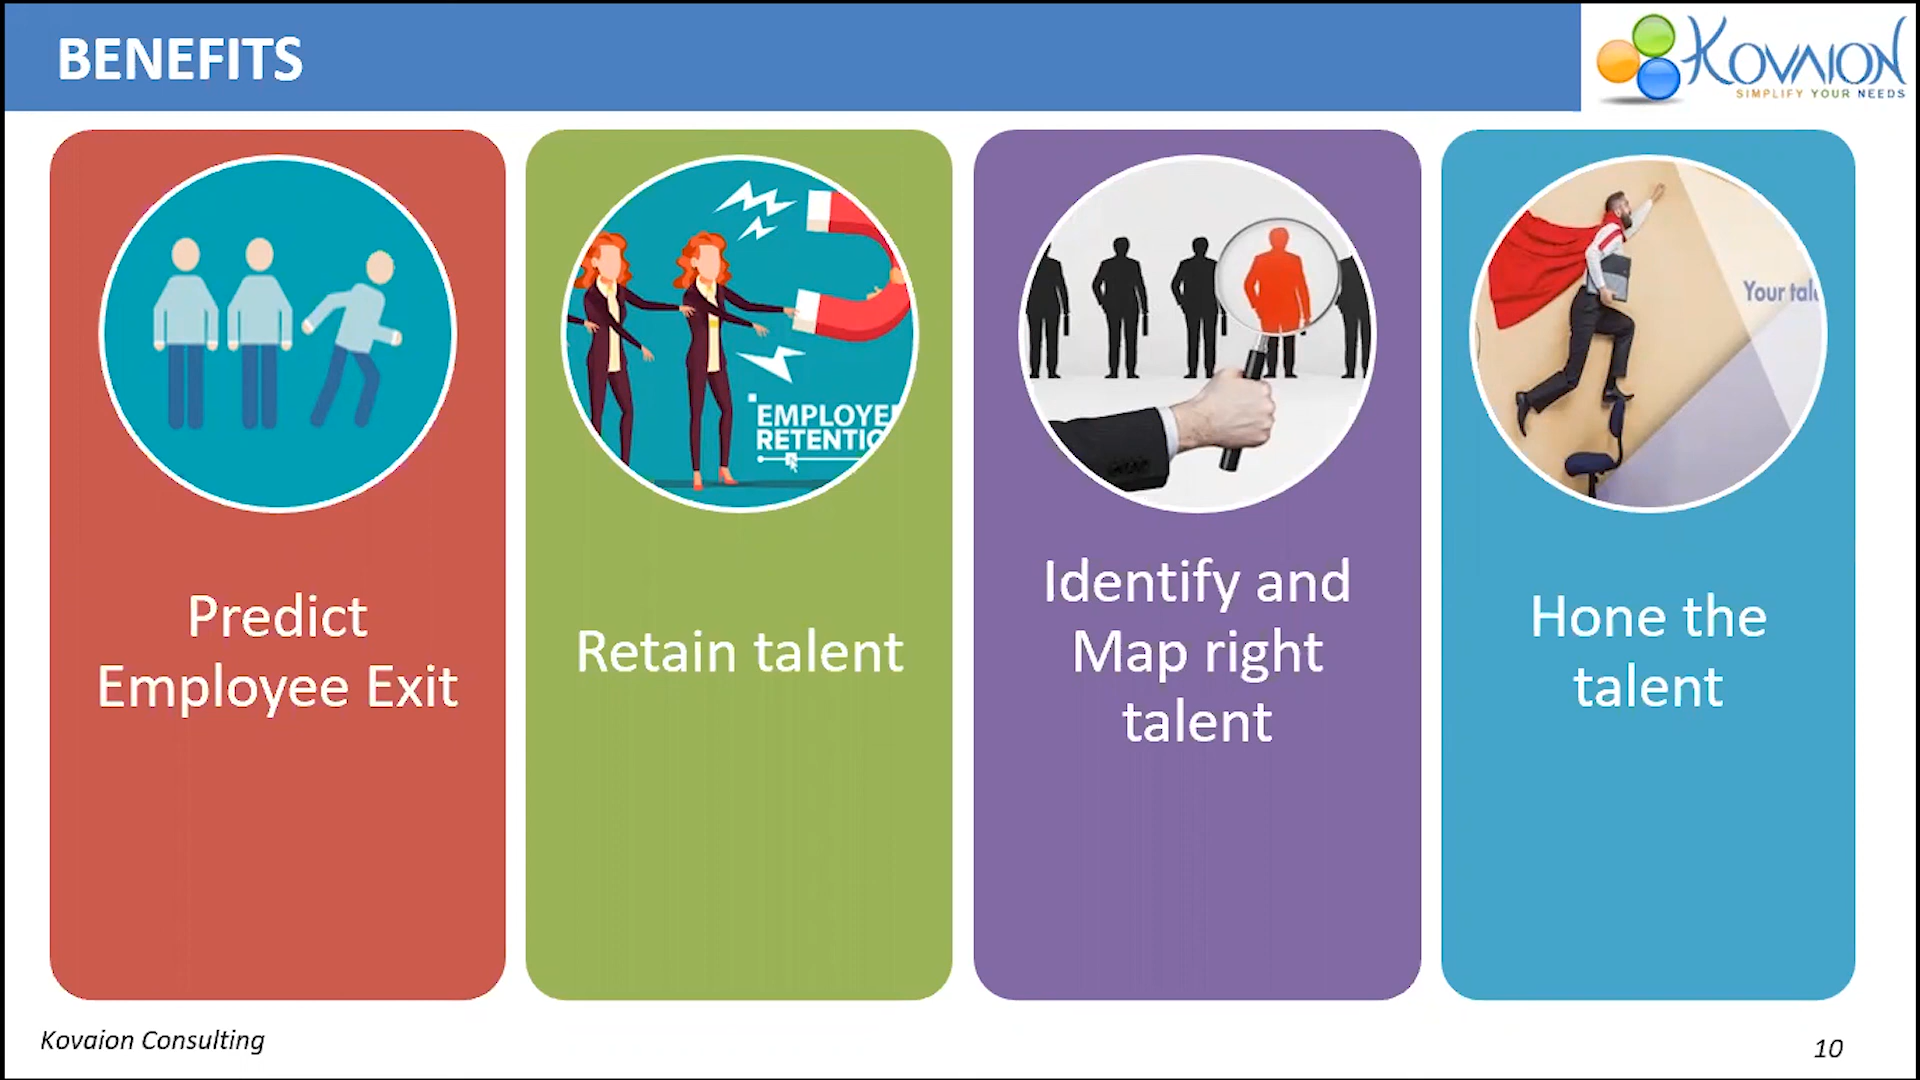 BENEFITS
KOVAION
SIMPLIFY YOUR NEEDS
EMPLOYE
RETENTIO
Your tal
Predict
Employee Exit
Retain talent
Identify and
Map right
talent
Hone the
talent
Kovaion Consulting
10